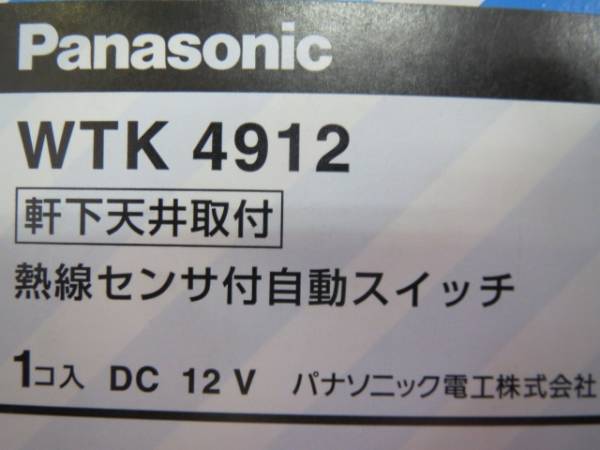 Panasonic
WTK 4912
軒下天井取付
熱線センサ付自動スイッチ
1コ入 DC 12 V パナソニック電工株式会社